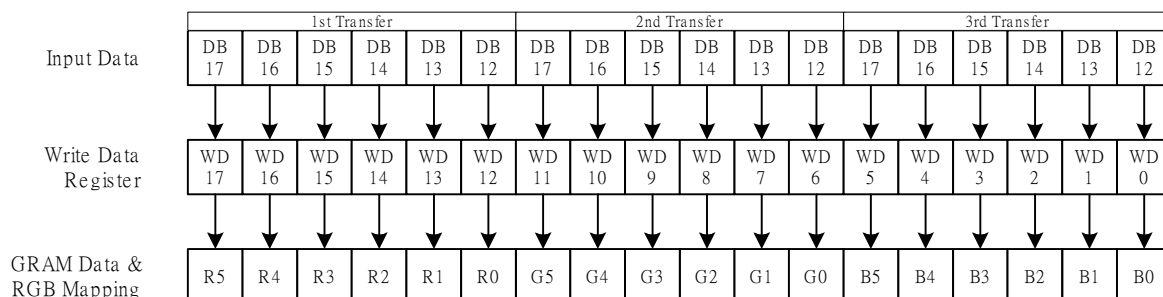 1st Transfer 2nd Transfer 3rd Transfer
Input Data DB 17 DB 16 DB 15 DB 14 DB 13 DB 12 DB 17 DB 16 DB 15 DB 14 DB 13 DB 12 DB 17 DB 16 DB 15 DB 14 DB 13 DB 12
Write Data Register WD 17 WD 16 WD 15 WD 14 WD 13 WD 12 WD 11 WD 10 WD 9 WD 8 WD 7 WD 6 WD 5 WD 4 WD 3 WD 2 WD 1 WD 0
GRAM Data & RGB Mapping R5 R4 R3 R2 R1 R0 G5 G4 G3 G2 G1 G0 B5 B4 B3 B2 B1 B0